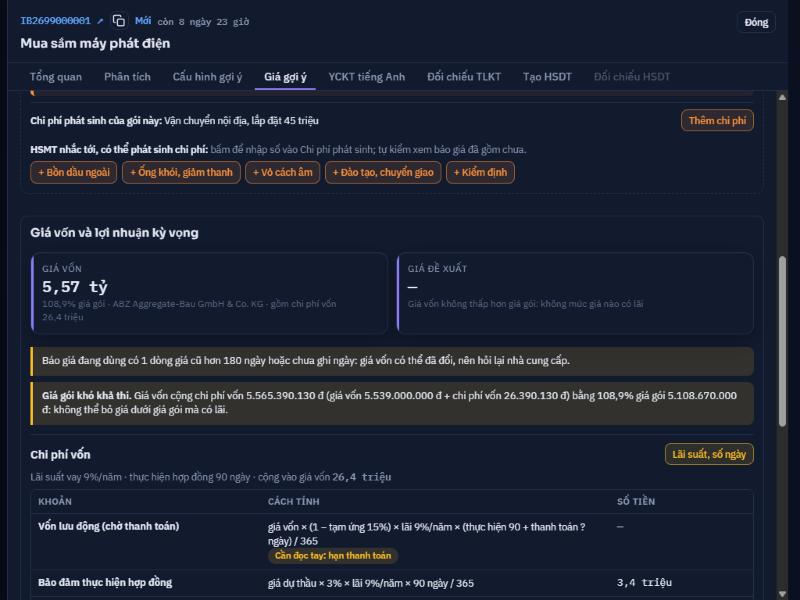 IB2699000001 ↗ Mới còn 8 ngày 23 giờ
Đóng
Mua sắm máy phát điện
Tổng quan Phân tích Cấu hình gợi ý Giá gợi ý YCKT tiếng Anh Đối chiếu TLKT Tạo HSDT Đối chiếu HSDT
Chi phí phát sinh của gói này: Vận chuyển nội địa, lắp đặt 45 triệu
Thêm chi phí
HSMT nhắc tới, có thể phát sinh chi phí: bấm để nhập số vào Chi phí phát sinh; tự kiểm xem báo giá đã gồm chưa.
+ Bồn dầu ngoài + Ống khói, giảm thanh + Vỏ cách âm + Đào tạo, chuyển giao + Kiểm định
Giá vốn và lợi nhuận kỳ vọng
GIÁ VỐN
5,57 tỷ
108,9% giá gói · ABZ Aggregate-Bau GmbH & Co. KG · gồm chi phí vốn
26,4 triệu
GIÁ ĐỀ XUẤT
—
Giá vốn không thấp hơn giá gói: không mức giá nào có lãi
Báo giá đang dùng có 1 dòng giá cũ hơn 180 ngày hoặc chưa ghi ngày: giá vốn có thể đã đổi, nên hỏi lại nhà cung cấp.
Giá gói khó khả thi. Giá vốn cộng chi phí vốn 5.565.390.130 đ (giá vốn 5.539.000.000 đ + chi phí vốn 26.390.130 đ) bằng 108,9% giá gói 5.108.670.000
đ: không thể bỏ giá dưới giá gói mà có lãi.
Chi phí vốn
Lãi suất, số ngày
Lãi suất vay 9%/năm · thực hiện hợp đồng 90 ngày · cộng vào giá vốn 26,4 triệu
KHOẢN CÁCH TÍNH SỐ TIỀN
Vốn lưu động (chờ thanh toán) giá vốn × (1 – tạm ứng 15%) × lãi 9%/năm × (thực hiện 90 + thanh toán ? —
ngày) / 365
Cần đọc tay: hạn thanh toán
Bảo đảm thực hiện hợp đồng giá dự thầu × 3% × lãi 9%/năm × 90 ngày / 365 3,4 triệu